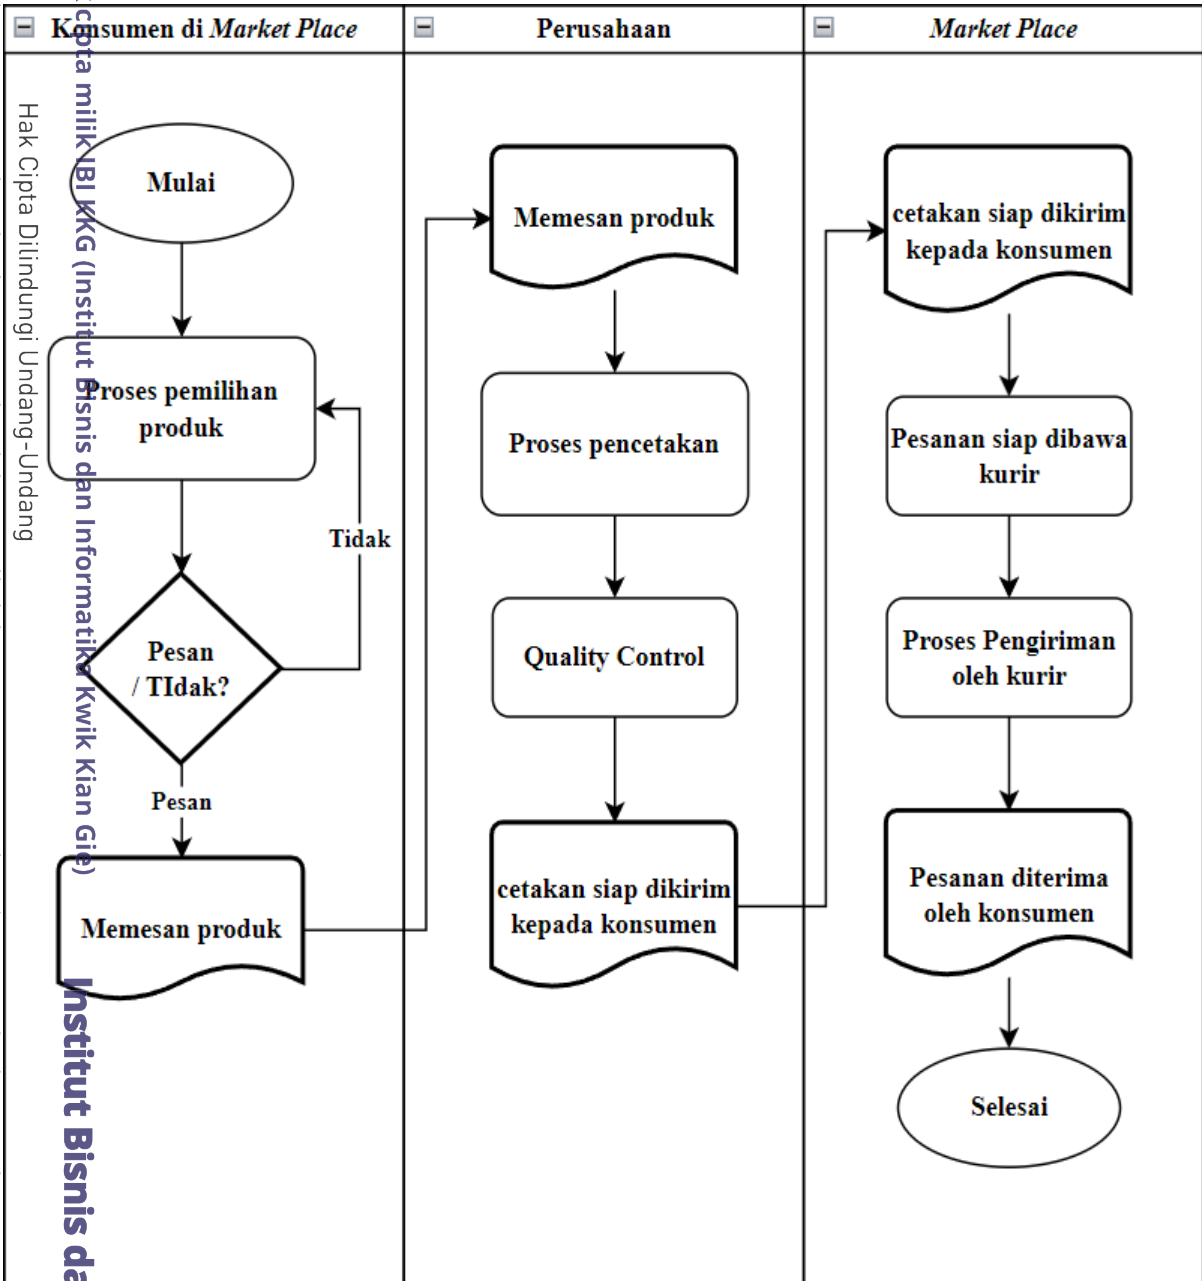 Konsumen di Market Place
Mulai
Proses pemilihan
produk
Tidak
Pesan
/ TIdak?
Pesan
Memesan produk
Perusahaan
Memesan produk
Proses pencetakan
Quality Control
cetakan siap dikirim
kepada konsumen
Market Place
cetakan siap dikirim
kepada konsumen
Pesanan siap dibawa
kurir
Proses Pengiriman
oleh kurir
Pesanan diterima
oleh konsumen
Selesai
Hak Cipta Dilindungi Undang-Undang
cipta milik IBI KKG (Institut Bisnis dan Informatika Kwik Kian Gie)
Institut Bisnis da